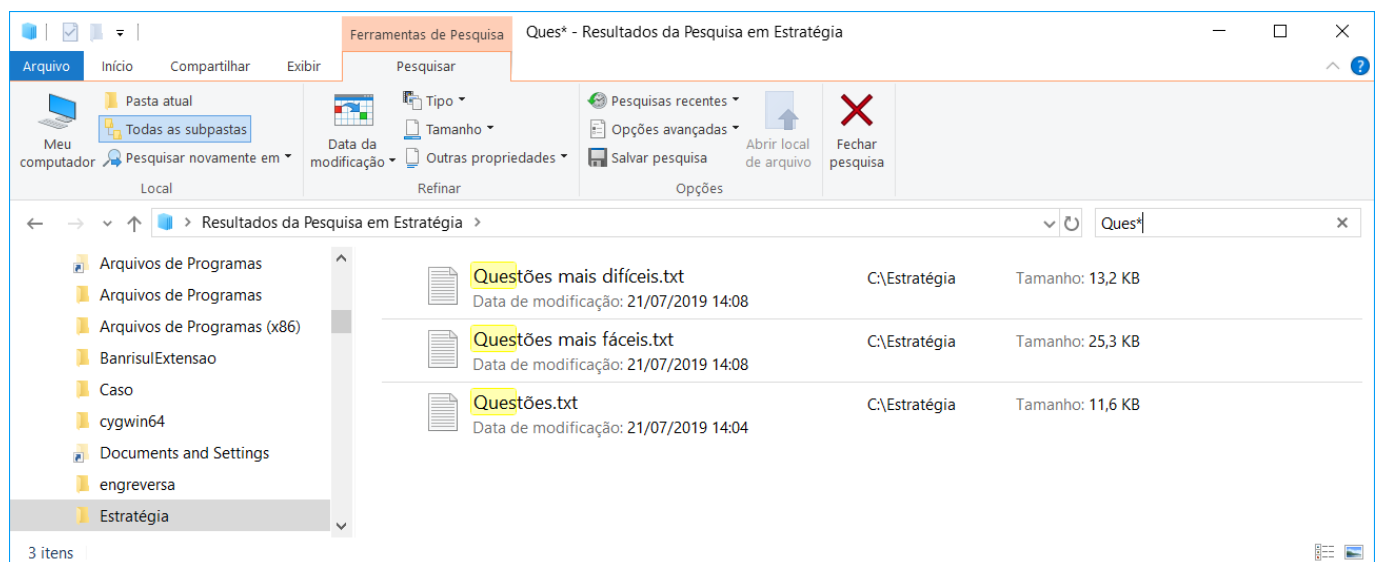 Ferramentas de Pesquisa Ques* - Resultados da Pesquisa em Estratégia
Arquivo Início Compartilhar Exibir Pesquisar
Meu computador
Pasta atual
Todas as subpastas
Pesquisar novamente em
Local
Data da modificação
Tipo
Tamanho
Outras propriedades
Refinar
Pesquisas recentes
Opções avançadas
Salvar pesquisa
Abrir local de arquivo
Opções
Fechar pesquisa
Resultados da Pesquisa em Estratégia Ques*
Arquivos de Programas
Arquivos de Programas
Arquivos de Programas (x86)
BanrisulExtensao
Caso
cygwin64
Documents and Settings
engreversa
Estratégia
Questões mais difíceis.txt C:\Estratégia Tamanho: 13,2 KB
Data de modificação: 21/07/2019 14:08
Questões mais fáceis.txt C:\Estratégia Tamanho: 25,3 KB
Data de modificação: 21/07/2019 14:08
Questões.txt C:\Estratégia Tamanho: 11,6 KB
Data de modificação: 21/07/2019 14:04
3 itens